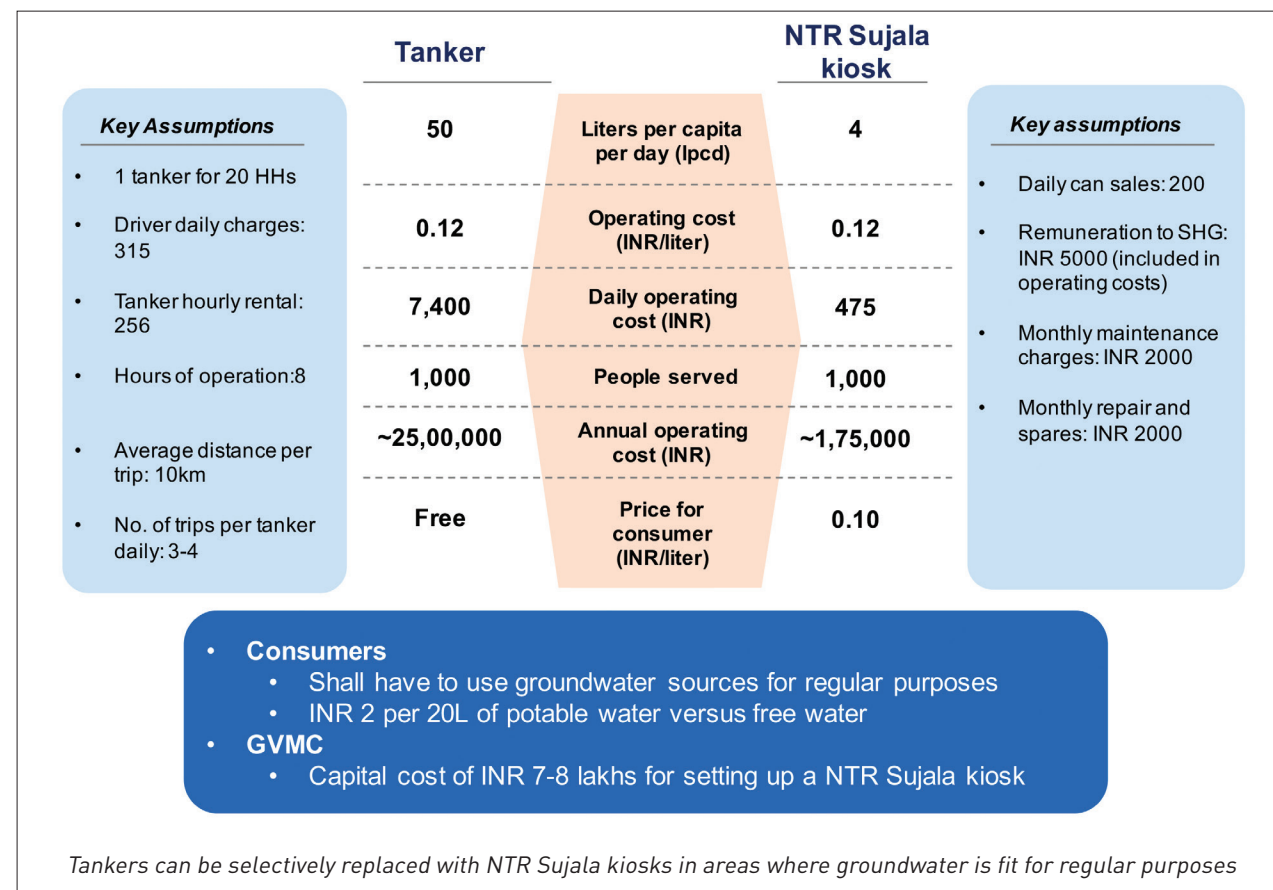 Tanker
NTR Sujala
kiosk
Key Assumptions
• 1 tanker for 20 HHs
• Driver daily charges:
315
• Tanker hourly rental:
256
• Hours of operation:8
• Average distance per
trip: 10km
• No. of trips per tanker
daily: 3-4
50
Liters per capita
per day (lpcd)
4
0.12
Operating cost
(INR/liter)
0.12
7,400
Daily operating
cost (INR)
475
1,000
People served
1,000
~25,00,000
Annual operating
cost (INR)
~1,75,000
Free
Price for
consumer
(INR/liter)
0.10
Key assumptions
• Daily can sales: 200
• Remuneration to SHG:
INR 5000 (included in
operating costs)
• Monthly maintenance
charges: INR 2000
• Monthly repair and
spares: INR 2000
• Consumers
• Shall have to use groundwater sources for regular purposes
• INR 2 per 20L of potable water versus free water
• GVMC
• Capital cost of INR 7-8 lakhs for setting up a NTR Sujala kiosk
Tankers can be selectively replaced with NTR Sujala kiosks in areas where groundwater is fit for regular purposes